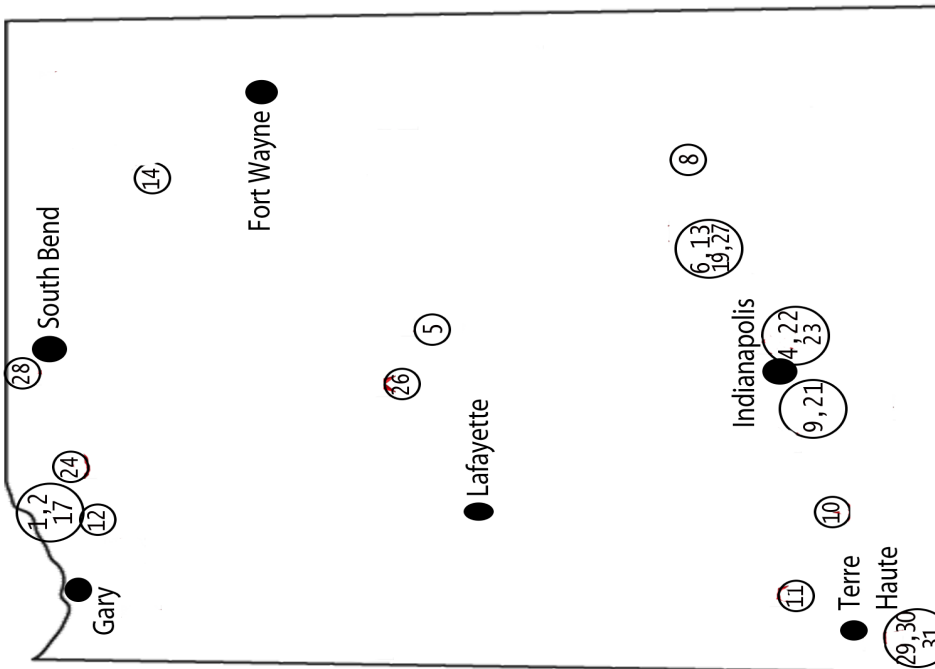 28
South Bend
1,2
17
24
12
Gary
14
Fort Wayne
26
5
Lafayette
8
6,13
19,27
Indianapolis
4,22
23
9,21
11
10
Terre
Haute
29,30
31